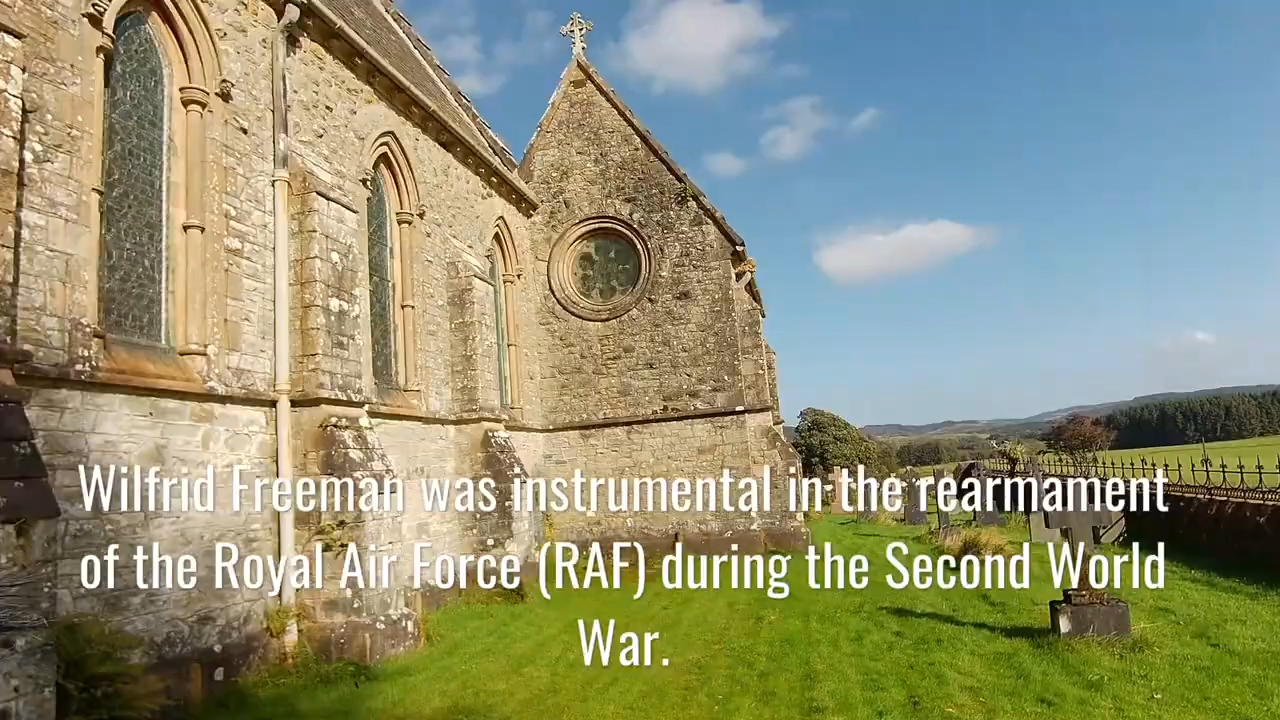 Wilfrid Freeman was instrumental in the rearmament
of the Royal Air Force (RAF) during the Second World
War.